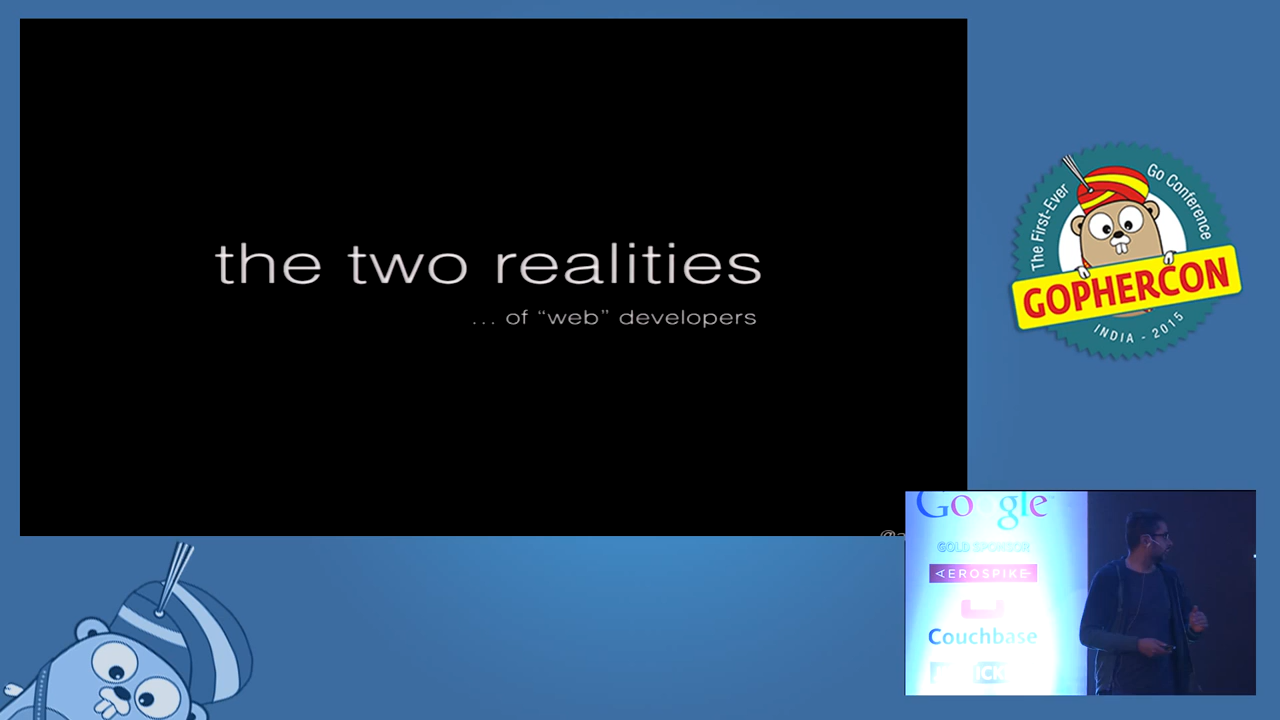 the two realities
... of “web” developers
The First-Ever Go Conference
GOPHERCON
INDIA - 2015
Google
GOLD SPONSOR
AEROSPIKE
Couchbase